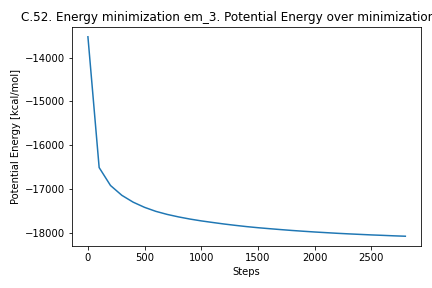 C.52. Energy minimization em_3. Potential Energy over minimization
Potential Energy [kcal/mol]
−14000
−15000
−16000
−17000
−18000
0 500 1000 1500 2000 2500
Steps